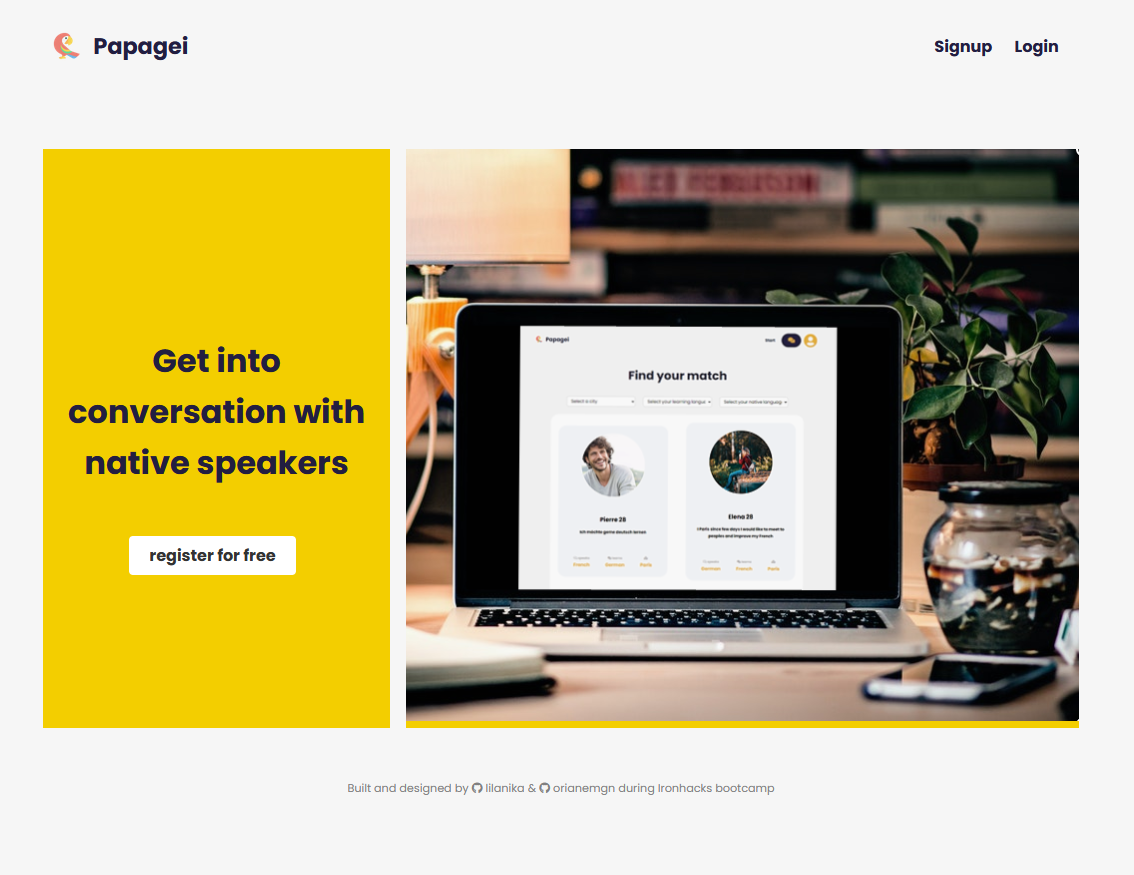 Papagei
Signup Login
Get into
conversation with
native speakers
register for free
Papagei
Start
Find your match
Select a city
Select your learning langua
Select your native language
Pierre 28
Ich möchte gerne deutsch lernen
French
German
Paris
Elena 28
I Paris since few days I would like to meet to
peoples and improve my French
German
French
Paris
Built and designed by lilanika & orianemgn during Ironhacks bootcamp